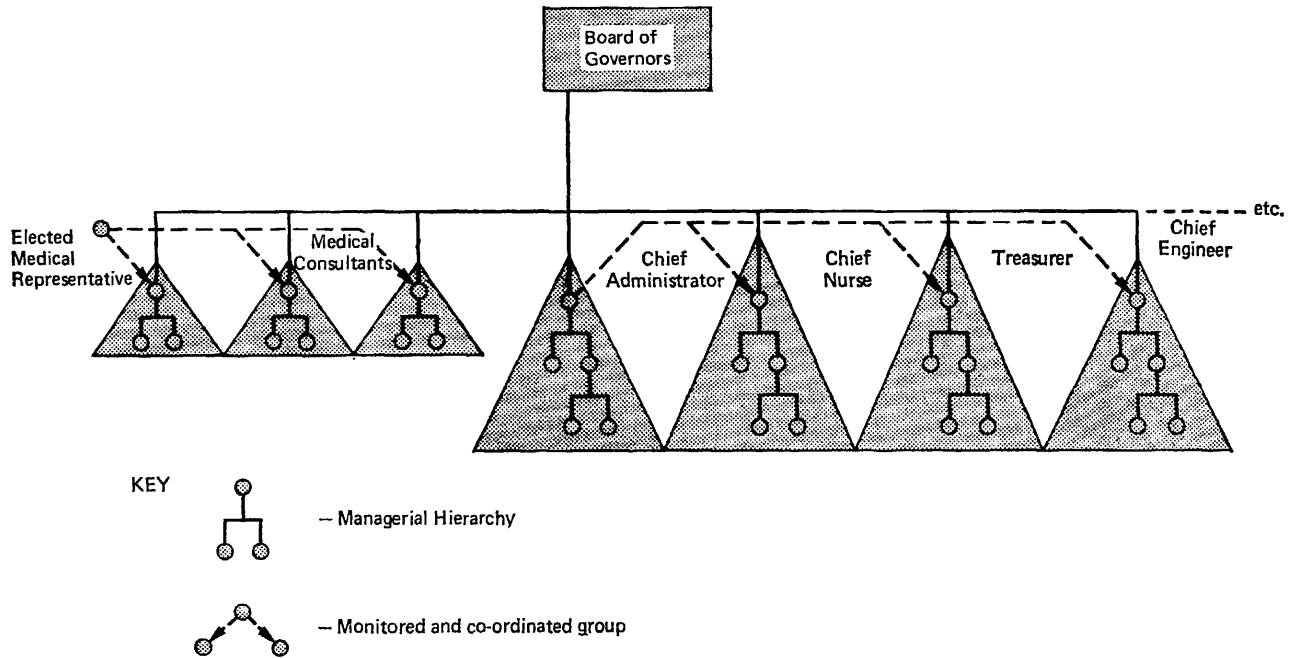 Board of
Governors
etc.
Elected
Medical
Representative
Medical
Consultants
Chief
Administrator
Chief
Nurse
Treasurer
Chief
Engineer
KEY
– Managerial Hierarchy
– Monitored and co-ordinated group